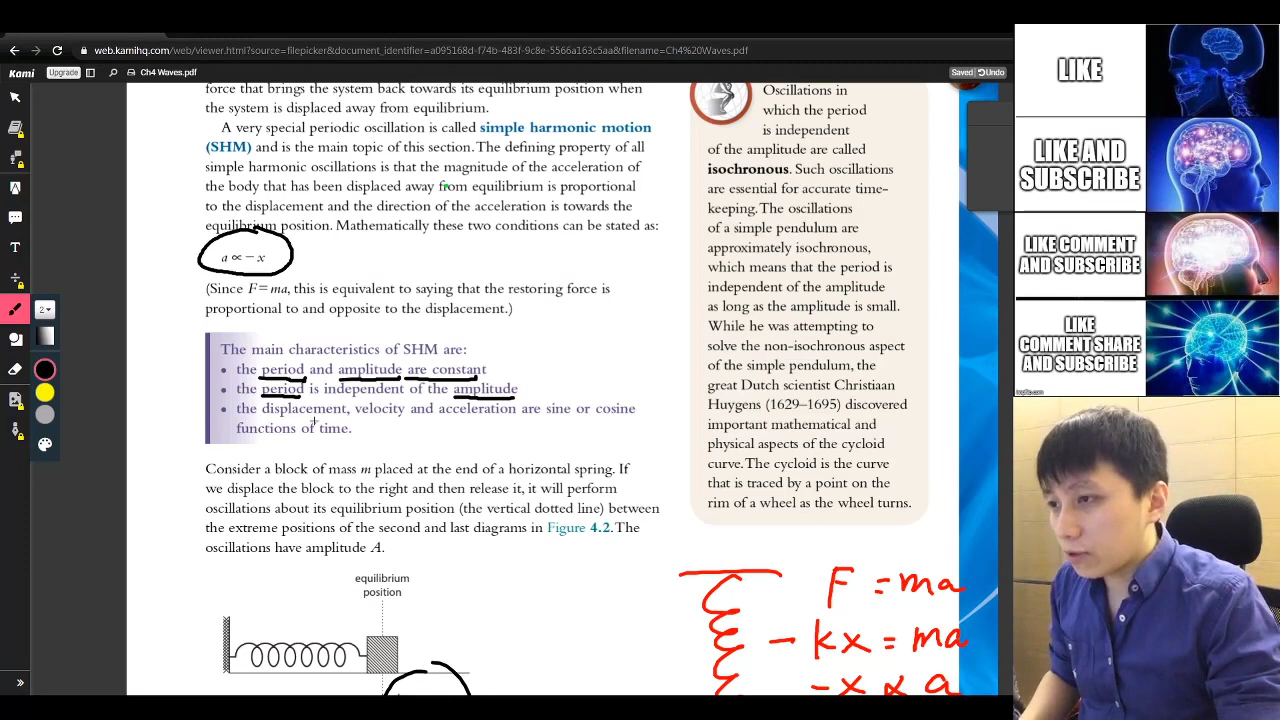 web.kamihq.com/web/viewer.html?source=filepicker&document_identifier=a095168d-f74b-483f-9c8e-5566a163c5aa&filename=Ch4%20Waves.pdf
Kami Upgrade Ch4 Waves.pdf Saved Undo
force that brings the system back towards its equilibrium position when
the system is displaced away from equilibrium.
A very special periodic oscillation is called simple harmonic motion
(SHM) and is the main topic of this section. The defining property of all
simple harmonic oscillations is that the magnitude of the acceleration of
the body that has been displaced away from equilibrium is proportional
to the displacement and the direction of the acceleration is towards the
equilibrium position. Mathematically these two conditions can be stated as:
a ∝ − x
(Since F = ma, this is equivalent to saying that the restoring force is
proportional to and opposite to the displacement.)
The main characteristics of SHM are:
• the period and amplitude are constant
• the period is independent of the amplitude
• the displacement, velocity and acceleration are sine or cosine
functions of time.
Consider a block of mass m placed at the end of a horizontal spring. If
we displace the block to the right and then release it, it will perform
oscillations about its equilibrium position (the vertical dotted line) between
the extreme positions of the second and last diagrams in Figure 4.2. The
oscillations have amplitude A.
equilibrium
position
Oscillations in
which the period
is independent
of the amplitude are called
isochronous. Such oscillations
are essential for accurate time-
keeping. The oscillations
of a simple pendulum are
approximately isochronous,
which means that the period is
independent of the amplitude
as long as the amplitude is small.
While he was attempting to
solve the non-isochronous aspect
of the simple pendulum, the
great Dutch scientist Christian
Huygens (1629–1695) discovered
important mathematical and
physical aspects of the cycloid
curve. The cycloid is the curve
that is traced by a point on the
rim of a wheel as the wheel turns.
F = ma
- kx = ma
- x ∝ a
2
T
»
LIKE
LIKE AND
SUBSCRIBE
LIKE COMMENT
AND SUBSCRIBE
LIKE
COMMENT SHARE
AND SUBSCRIBE
imgflip.com